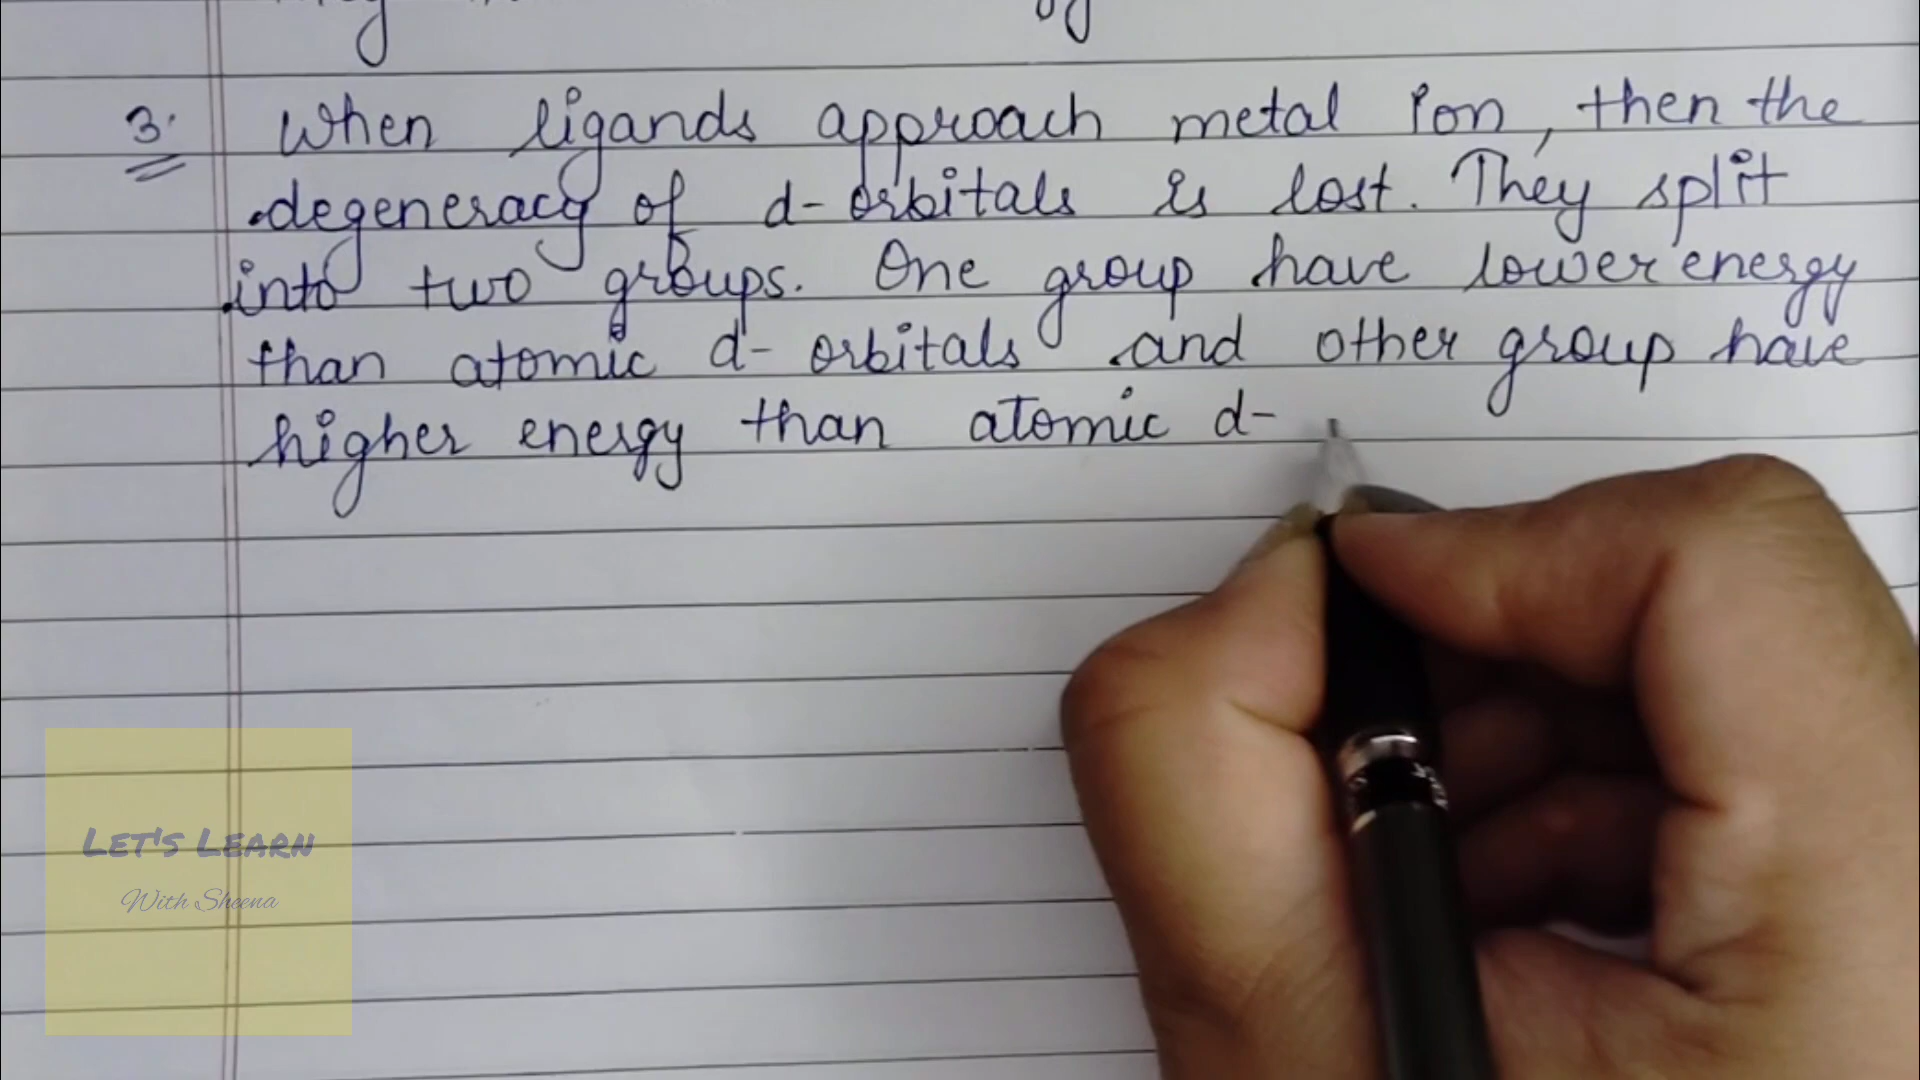 3. When ligands approach metal ion, then the
degeneracy of d-orbitals is lost. They split
into two groups. One group have lower energy
than atomic d-orbitals and other group have
higher energy than atomic d-
LET'S LEARN
With Sheena